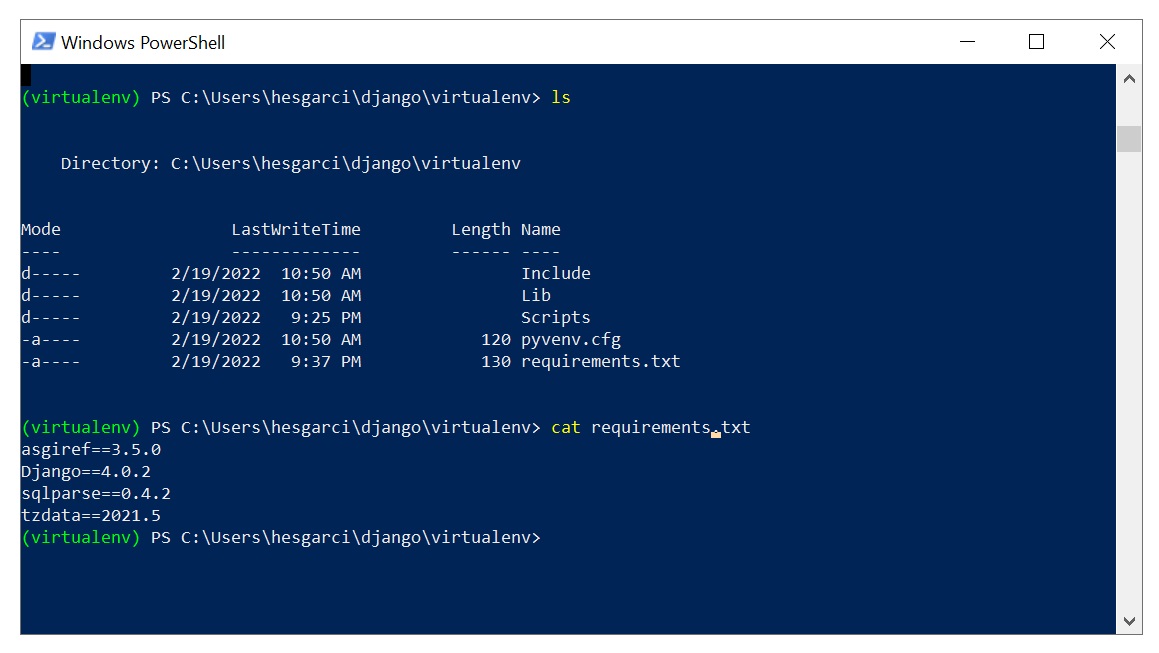 Windows PowerShell
(virtualenv) PS C:\Users\hesgarci\django\virtualenv> ls
    Directory: C:\Users\hesgarci\django\virtualenv
Mode                 LastWriteTime         Length Name
----                 -------------         ------ ----
d-----         2/19/2022  10:50 AM                Include
d-----         2/19/2022  10:50 AM                Lib
d-----         2/19/2022   9:25 PM                Scripts
-a----         2/19/2022  10:50 AM            120 pyvenv.cfg
-a----         2/19/2022   9:37 PM            130 requirements.txt
(virtualenv) PS C:\Users\hesgarci\django\virtualenv> cat requirements.txt
asgiref==3.5.0
Django==4.0.2
sqlparse==0.4.2
tzdata==2021.5
(virtualenv) PS C:\Users\hesgarci\django\virtualenv>